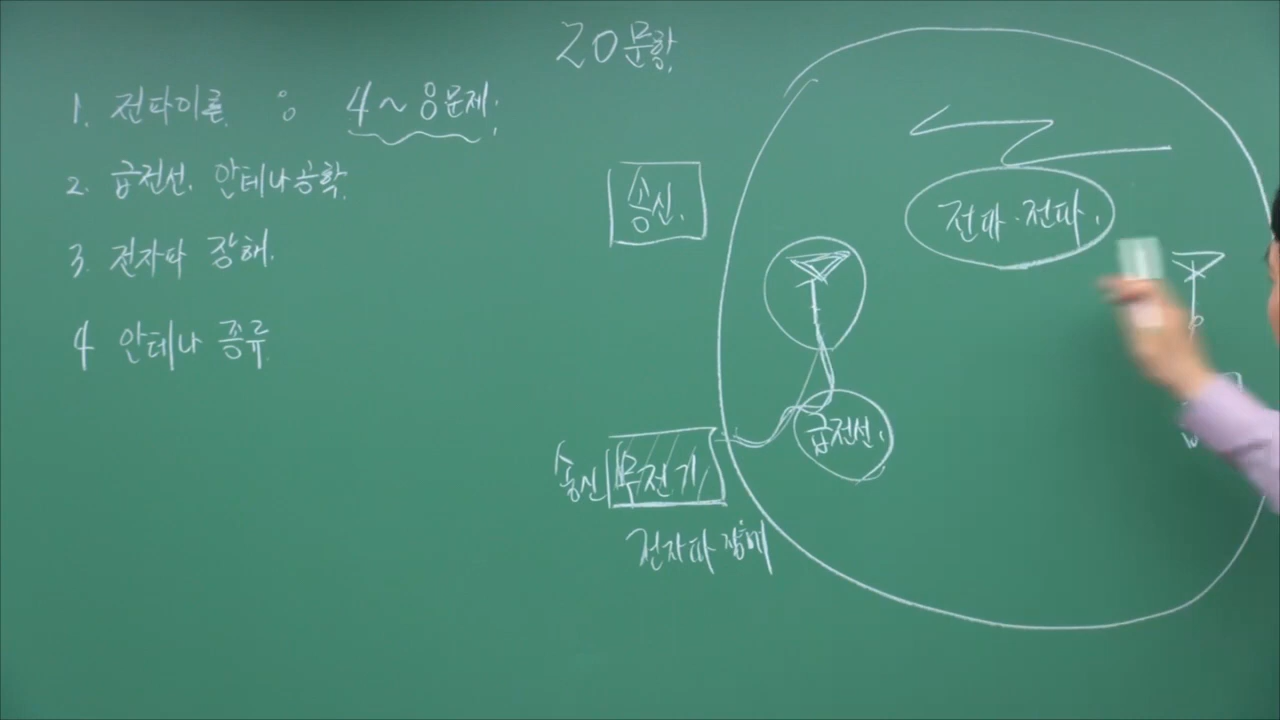 20문항
1. 전파이론 : 4~8문제.
2. 급전선. 안테나공학.
3. 전자파 장해.
4 안테나 종류
송신.
전파·전파.
급전선.
송신 무전기
전자파 장해